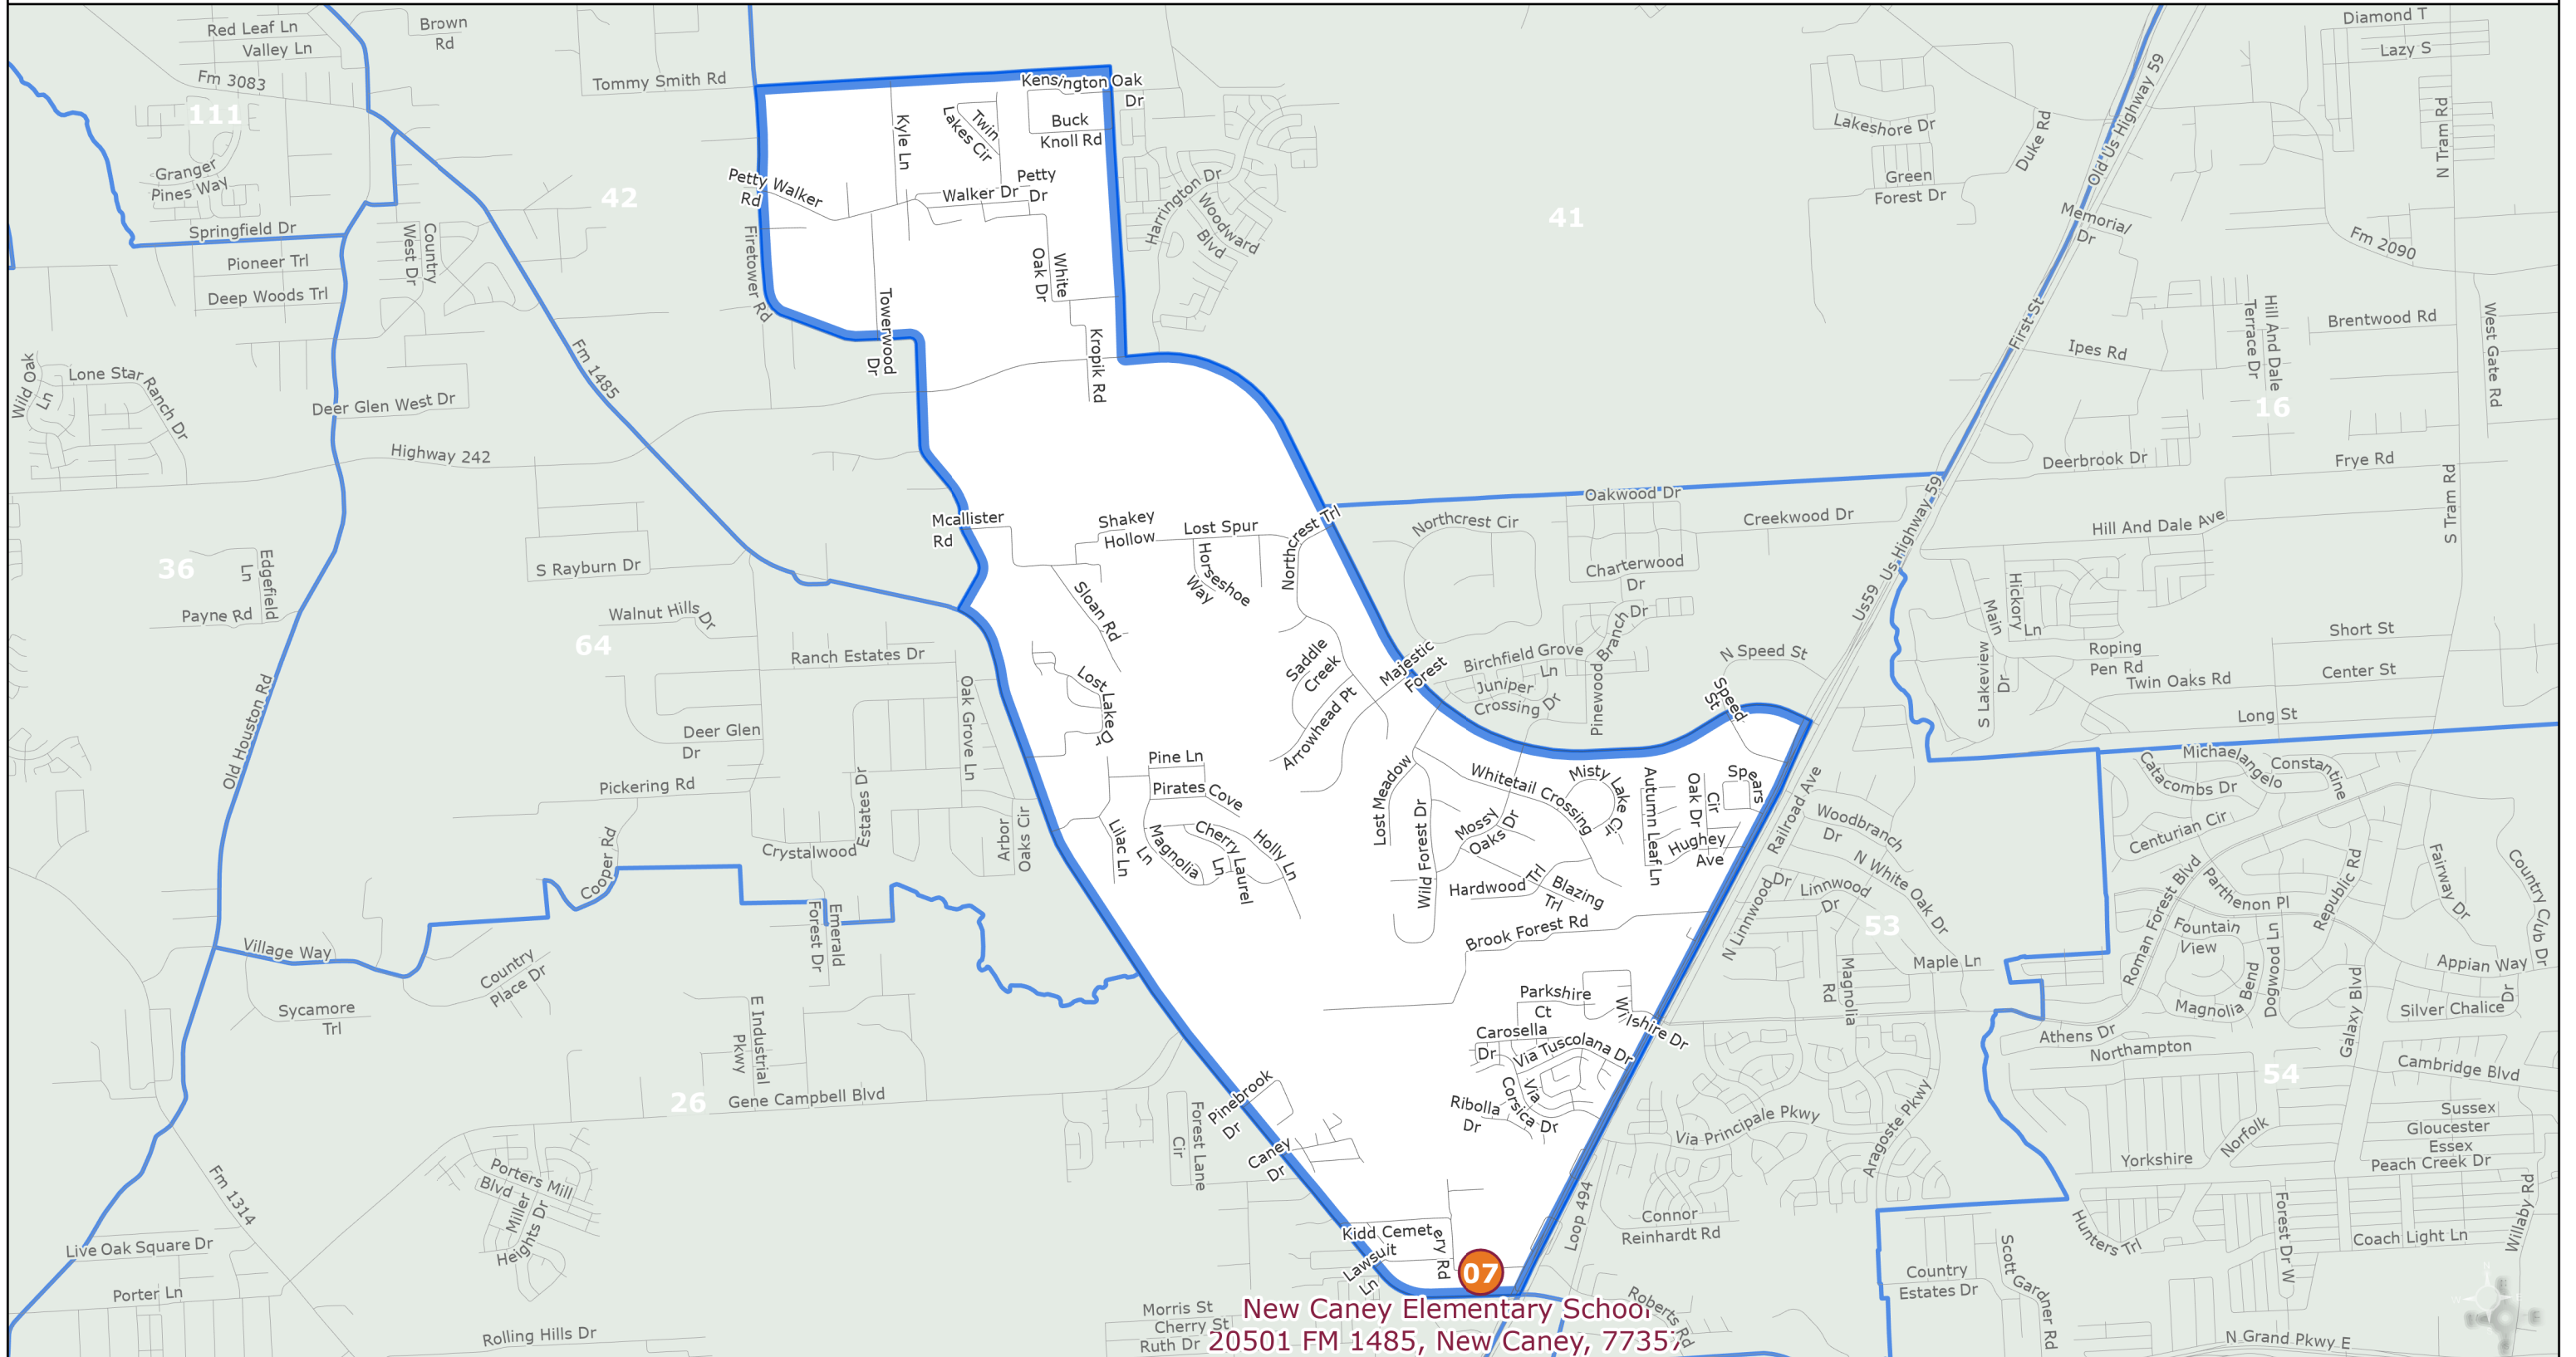 Red Leaf Ln
Valley Ln
Brown
Rd
Fm 3083
111
Granger
Pines Way
Springfield Dr
Pioneer Trl
Deep Woods Trl
Country
West Dr
Tommy Smith Rd
42
Petty Walker
Rd
Firetower Rd
Kyle Ln
Twin
Lakes Cir
Kensington Oak
Dr
Buck
Knoll Rd
Petty
Dr
Walker Dr
White
Oak Dr
Towerwood
Dr
Kropik Rd
Harrington Dr
Woodward
Blvd
41
Lakeshore Dr
Green
Forest Dr
Duke Rd
Old Us Highway 59
Memorial
Dr
First St
Diamond T
Lazy S
N Tram Rd
Fm 2090
Hill And Dale
Terrace Dr
Brentwood Rd
West Gate Rd
Ipes Rd
16
Wild Oak
Ln
Lone Star Ranch Dr
Deer Glen West Dr
Fm 1485
Highway 242
Deerbrook Dr
Frye Rd
S Tram Rd
Oakwood Dr
Northcrest Cir
Creekwood Dr
Us Highway 59
Us59
Hill And Dale Ave
Mcallister
Rd
Shakey
Hollow
Lost Spur
Northcrest Trl
Horseshoe
Way
Sloan Rd
Charterwood
Dr
36
Edgefield
Ln
Payne Rd
S Rayburn Dr
Walnut Hills
Dr
64
Ranch Estates Dr
Hickory
Ln
Main
Roping
Pen Rd
Short St
Center St
Twin Oaks Rd
Long St
S Lakeview
Dr
Saddle
Creek
Majestic
Forest
Arrowhead Pt
Birchfield Grove
Ln
Branch Dr
Pinewood
Juniper
Crossing Dr
N Speed St
Speed
St
Lost Lake
Dr
Old Houston Rd
Oak Grove Ln
Deer Glen
Dr
Pickering Rd
Estates Dr
Cooper Rd
Crystalwood
Arbor
Oaks Cir
Pine Ln
Pirates Cove
Lilac Ln
Magnolia
Ln
Cherry Laurel
Ln
Holly Ln
Lost Meadow
Wild Forest Dr
Whitetail Crossing
Misty
Lake Cir
Mossy
Oaks Dr
Autumn Leaf Ln
Oak Dr
Cir
Spears
Hughey
Ave
Hardwood Trl
Blazing
Trl
Brook Forest Rd
Railroad Ave
Woodbranch
Dr
N White Oak Dr
N Linnwood Dr
Linnwood
Dr
53
Magnolia
Rd
Maple Ln
Michaelangelo
Constantine
Catacombs Dr
Centurian Cir
Roman Forest Blvd
Parthenon Pl
Republic Rd
Fairway Dr
Country Club Dr
Fountain
View
Dogwood Ln
Magnolia Bend
Appian Way
Silver Chalice
Dr
Galaxy Blvd
Athens Dr
Northampton
54
Cambridge Blvd
Village Way
Emerald
Forest Dr
Sycamore
Trl
Country
Place Dr
E Industrial
Pkwy
26
Gene Campbell Blvd
Parkshire
Ct
Wilshire Dr
Carosella
Dr
Via Tuscolana Dr
Via
Corsica Dr
Ribolla
Dr
Pinebrook
Dr
Caney
Dr
Forest Lane
Cir
Via Principale Pkwy
Aragoste Pkwy
Sussex
Gloucester
Essex
Peach Creek Dr
Norfolk
Yorkshire
Fm 1314
Porters Mill
Blvd
Miller
Heights Dr
Kidd Cemetery Rd
Lawsuit
Ln
Loop 494
Connor
Reinhardt Rd
Hunters Trl
Forest Dr W
Coach Light Ln
Willaby Rd
Live Oak Square Dr
Porter Ln
Rolling Hills Dr
Morris St
Cherry St
Ruth Dr
Roberts Rd
Country
Estates Dr
Scott Gardner Rd
N Grand Pkwy E
07
New Caney Elementary School
20501 FM 1485, New Caney, 77357